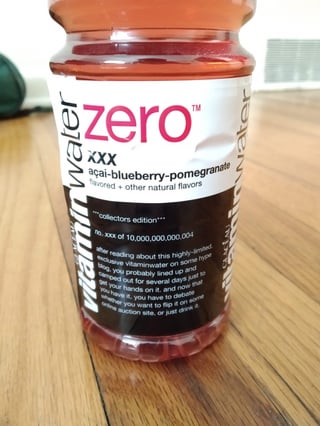 vitaminwater
zero™
xxx
açai-blueberry-pomegranate
flavored + other natural flavors
***collectors edition***
no. xxx of 10,000,000,000,004
after reading about this highly-limited,
exclusive vitaminwater on some hype
blog, you probably lined up and
camped out for several days just to
get your hands on it. and now that
you have it, you have to debate
whether you want to flip it on some
online auction site, or just drink it.